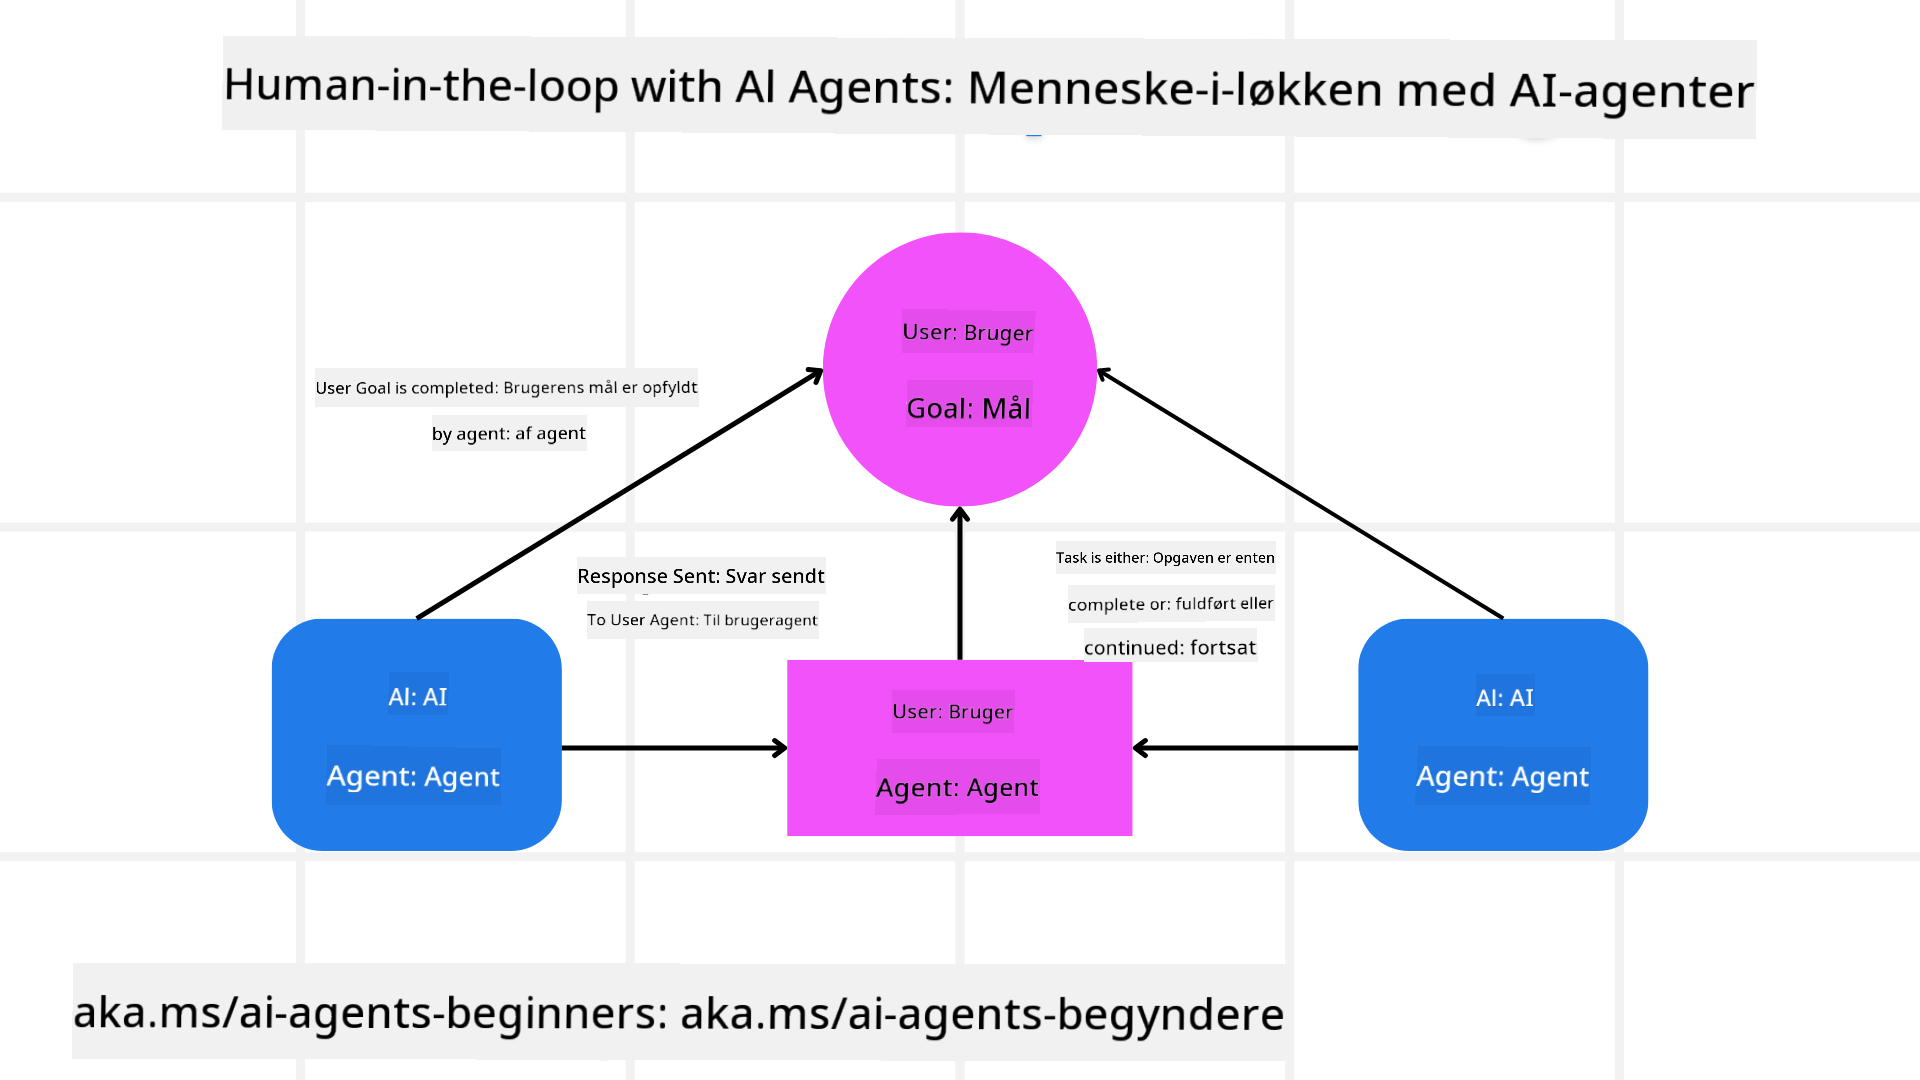 Human-in-the-loop with Al Agents: Menneske-i-løkken med AI-agenter
User: Bruger
Goal: Mål
User Goal is completed: Brugerens mål er opfyldt
by agent: af agent
Response Sent: Svar sendt
To User Agent: Til brugeragent
Task is either: Opgaven er enten
complete or: fuldført eller
continued: fortsat
Al: AI
Agent: Agent
User: Bruger
Agent: Agent
Al: AI
Agent: Agent
aka.ms/ai-agents-beginners: aka.ms/ai-agents-begyndere